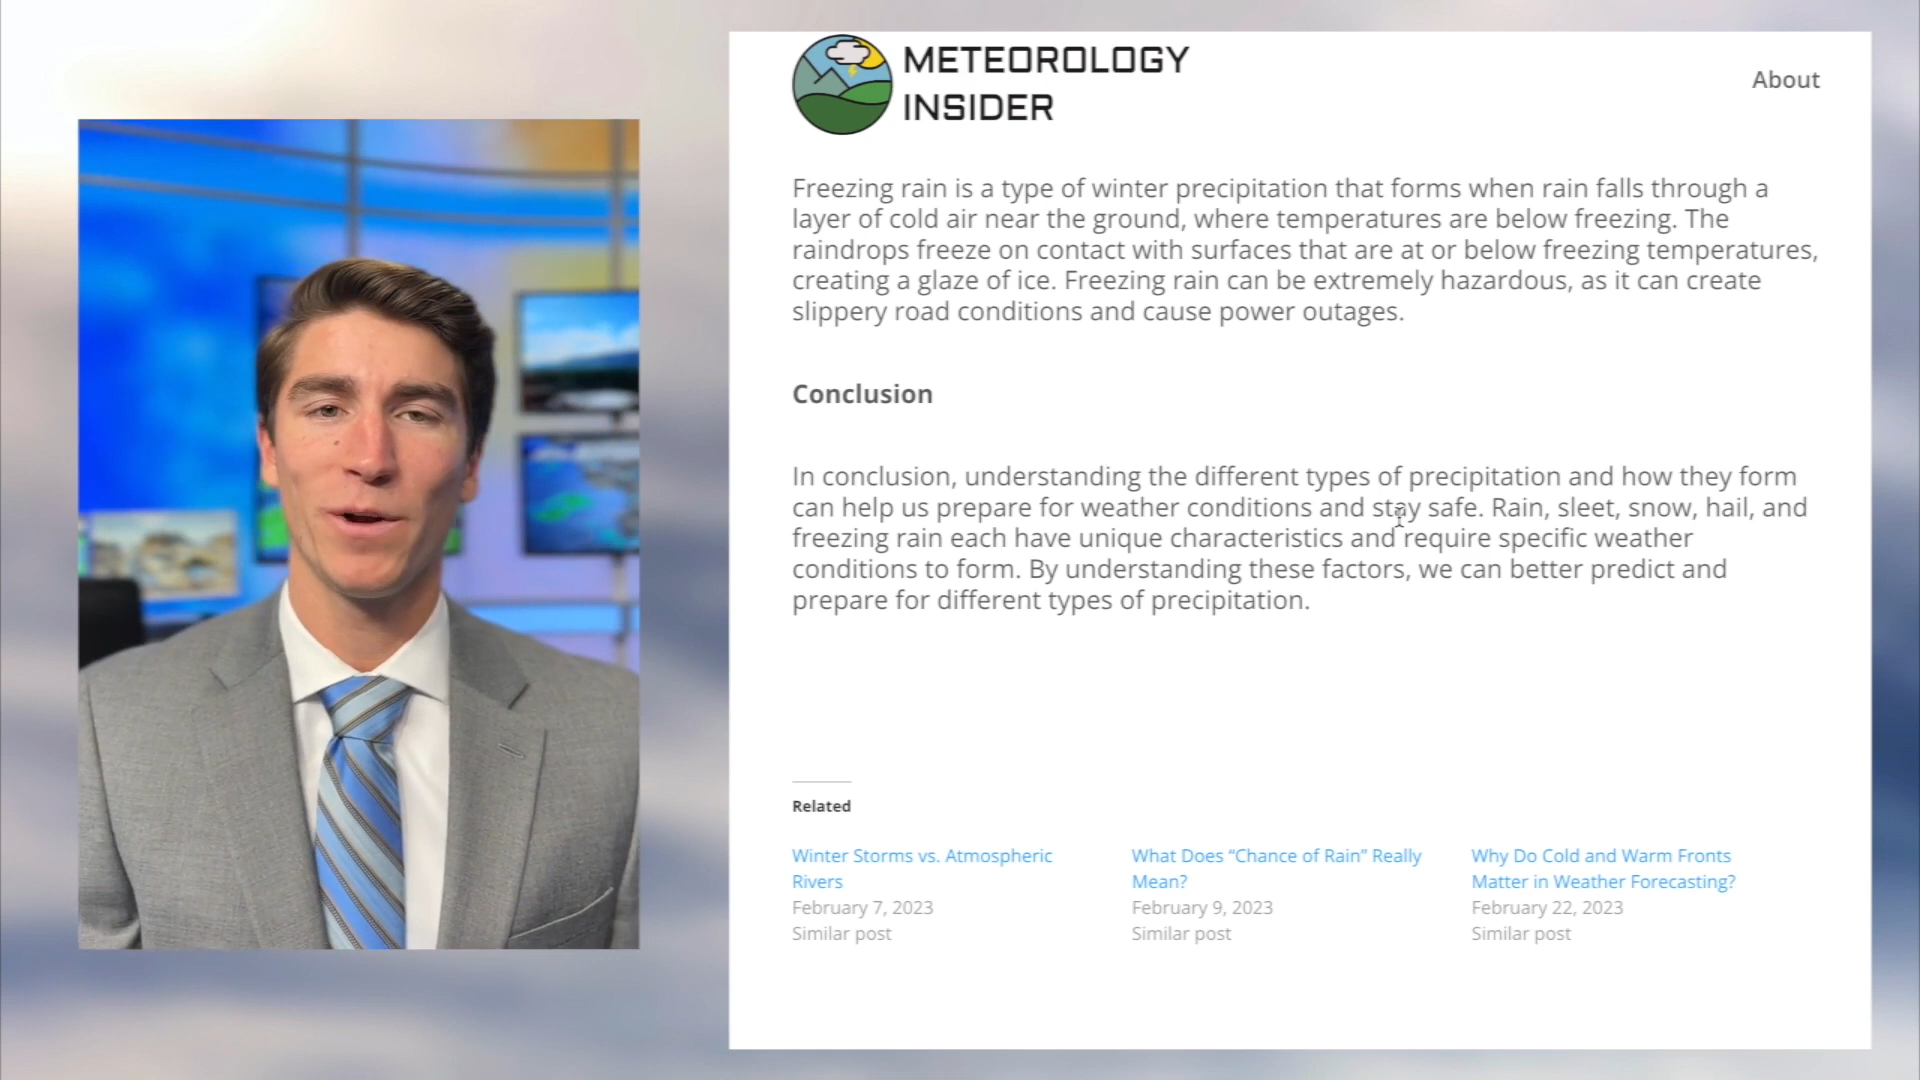 METEOROLOGY
INSIDER
About
Freezing rain is a type of winter precipitation that forms when rain falls through a
layer of cold air near the ground, where temperatures are below freezing. The
raindrops freeze on contact with surfaces that are at or below freezing temperatures,
creating a glaze of ice. Freezing rain can be extremely hazardous, as it can create
slippery road conditions and cause power outages.
Conclusion
In conclusion, understanding the different types of precipitation and how they form
can help us prepare for weather conditions and stay safe. Rain, sleet, snow, hail, and
freezing rain each have unique characteristics and require specific weather
conditions to form. By understanding these factors, we can better predict and
prepare for different types of precipitation.
Related
Winter Storms vs. Atmospheric
Rivers
February 7, 2023
Similar post
What Does “Chance of Rain” Really
Mean?
February 9, 2023
Similar post
Why Do Cold and Warm Fronts
Matter in Weather Forecasting?
February 22, 2023
Similar post